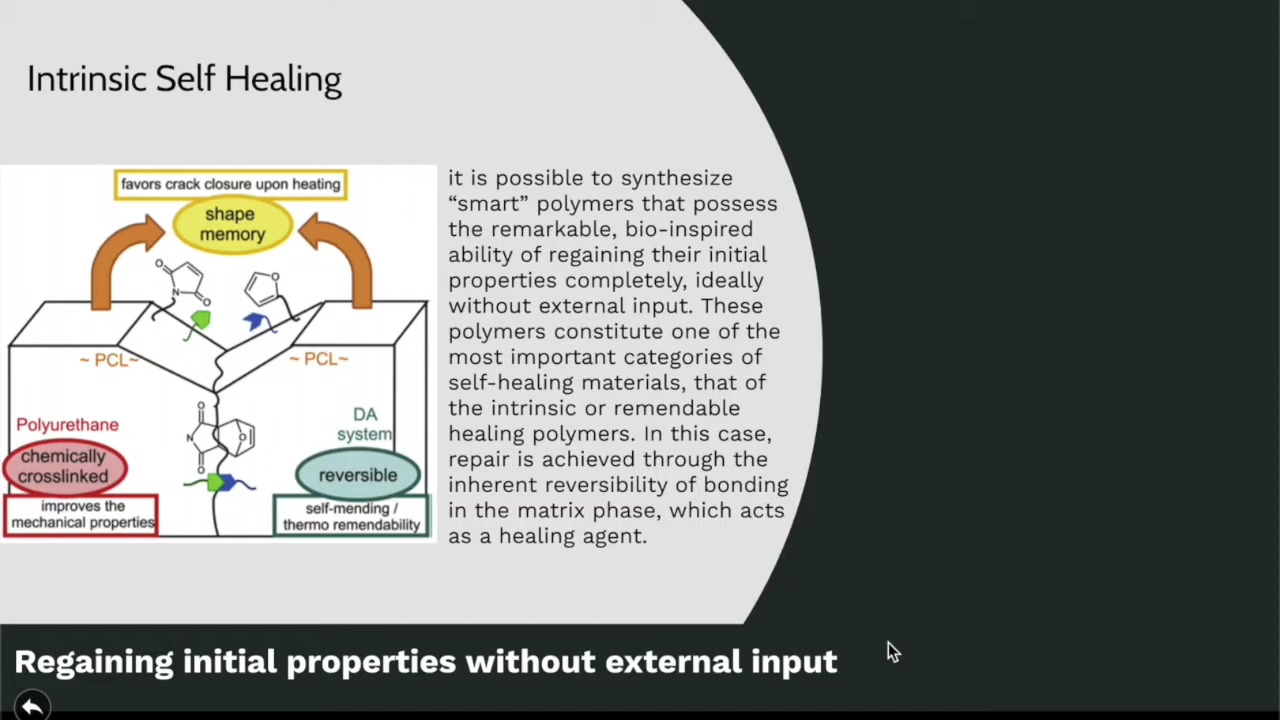 Intrinsic Self Healing
favors crack closure upon heating
shape
memory
O
N
O
O
~ PCL~
~ PCL~
Polyurethane
chemically
crosslinked
improves the
mechanical properties
O
N
O
O
DA
system
reversible
self-mending /
thermo remendability
it is possible to synthesize
“smart” polymers that possess
the remarkable, bio-inspired
ability of regaining their initial
properties completely, ideally
without external input. These
polymers constitute one of the
most important categories of
self-healing materials, that of
the intrinsic or remendable
healing polymers. In this case,
repair is achieved through the
inherent reversibility of bonding
in the matrix phase, which acts
as a healing agent.
Regaining initial properties without external input